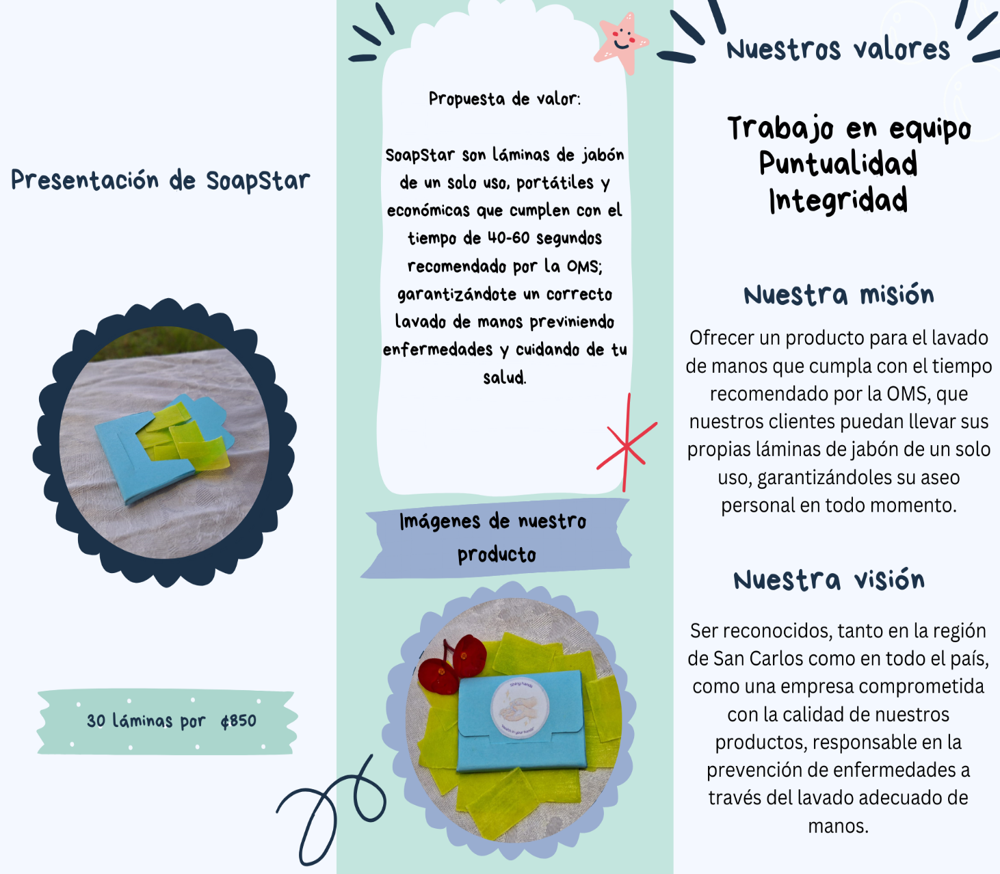 Presentación de SoapStar
30 láminas por ¢850
Propuesta de valor:
SoapStar son láminas de jabón
de un solo uso, portátiles y
económicas que cumplen con el
tiempo de 40-60 segundos
recomendado por la OMS;
garantizándote un correcto
lavado de manos previniendo
enfermedades y cuidando de tu
salud.
Imágenes de nuestro
producto
Shiny hands
Health in your hands
Nuestros valores
Trabajo en equipo
Puntualidad
Integridad
Nuestra misión
Ofrecer un producto para el lavado
de manos que cumpla con el tiempo
recomendado por la OMS, que
nuestros clientes puedan llevar sus
propias láminas de jabón de un solo
uso, garantizándoles su aseo
personal en todo momento.
Nuestra visión
Ser reconocidos, tanto en la región
de San Carlos como en todo el país,
como una empresa comprometida
con la calidad de nuestros
productos, responsable en la
prevención de enfermedades a
través del lavado adecuado de
manos.